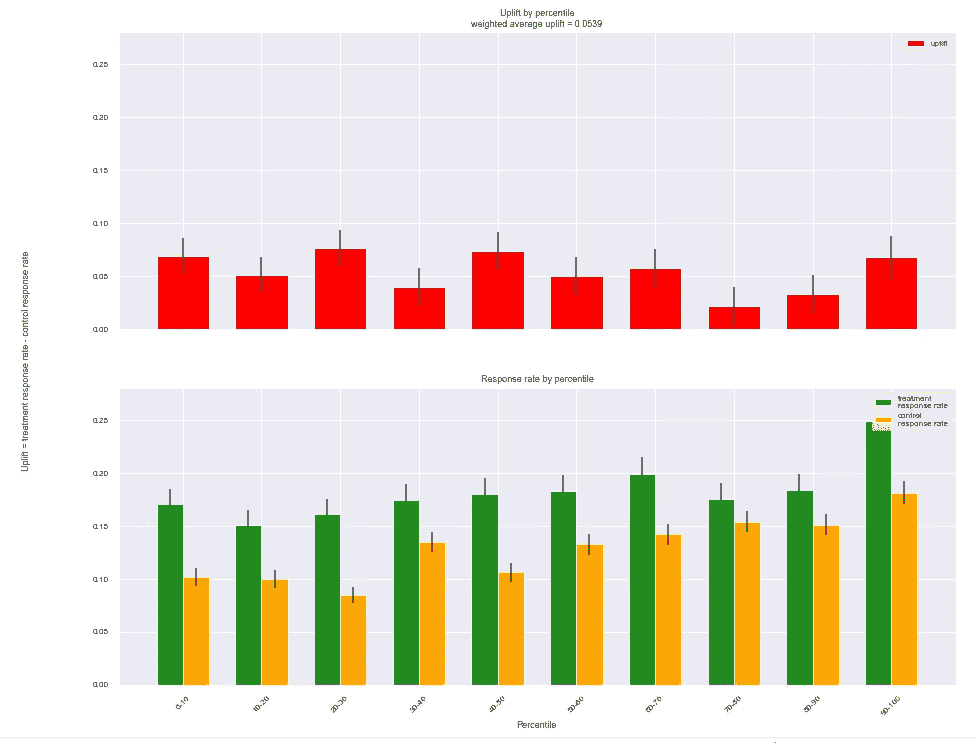 Uplift by percentile
weighted average uplift = 0.0539
uplift
0.25
0.20
0.15
0.10
0.05
0.00
Uplift = treatment response rate - control response rate
Response rate by percentile
treatment
response rate
control
response rate
0.25
0.20
0.15
0.10
0.05
0.00
0-10
10-20
20-30
30-40
40-50
50-60
60-70
70-80
80-90
90-100
Percentile